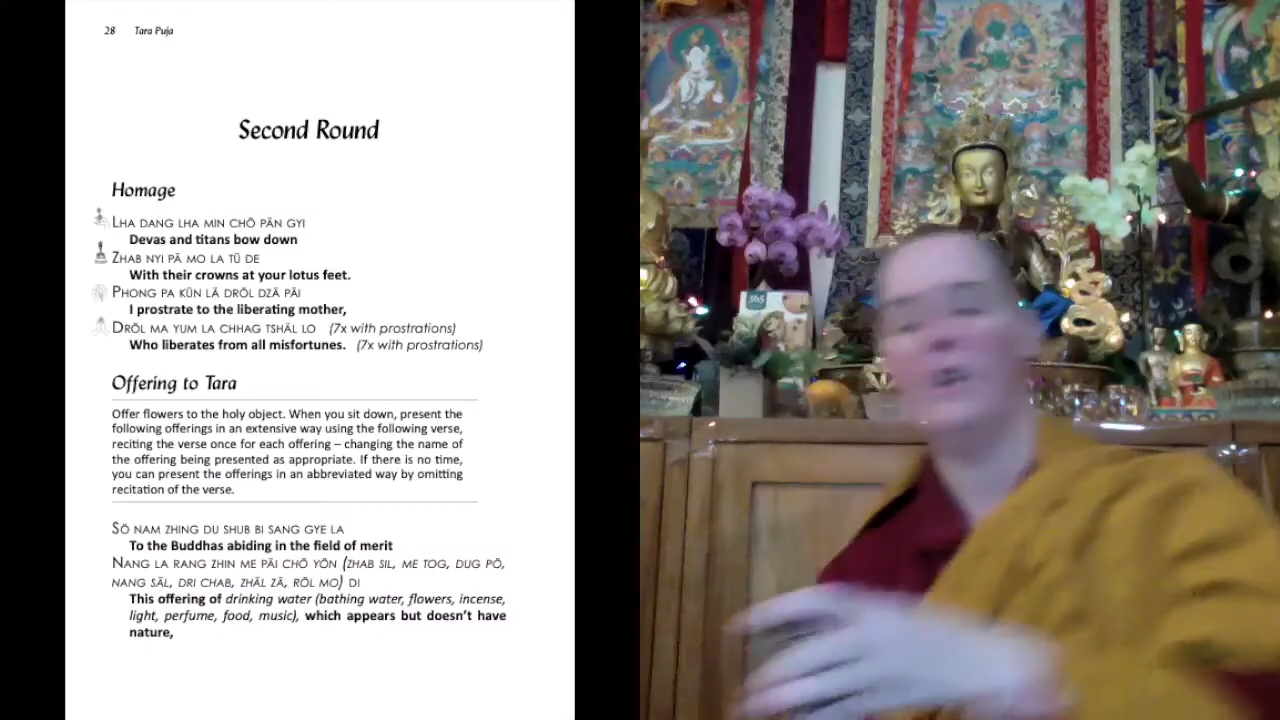 28 Tara Puja
Second Round
Homage
LHA DANG LHA MIN CHÖ PÄN GYI
Devas and titans bow down
ZHAB NYI PÄ MO LA TÜ DE
With their crowns at your lotus feet.
PHONG PA KÜN LÄ DRÖL DZÄ PÄI
I prostrate to the liberating mother,
DRÖL MA YUM LA CHHAG TSHÄL LO (7x with prostrations)
Who liberates from all misfortunes. (7x with prostrations)
Offering to Tara
Offer flowers to the holy object. When you sit down, present the
following offerings in an extensive way using the following verse,
reciting the verse once for each offering – changing the name of
the offering being presented as appropriate. If there is no time,
you can present the offerings in an abbreviated way by omitting
recitation of the verse.
SÖ NAM ZHING DU SHUB BI SANG GYE LA
To the Buddhas abiding in the field of merit
NANG LA RANG ZHIN ME PÄI CHÖ YÖN (ZHAB SIL, ME TOG, DUG PÖ,
NANG SÄL, DRI CHAB, ZHÄL ZÄ, RÖL MO) DI
This offering of drinking water (bathing water, flowers, incense,
light, perfume, food, music), which appears but doesn't have
nature,
365